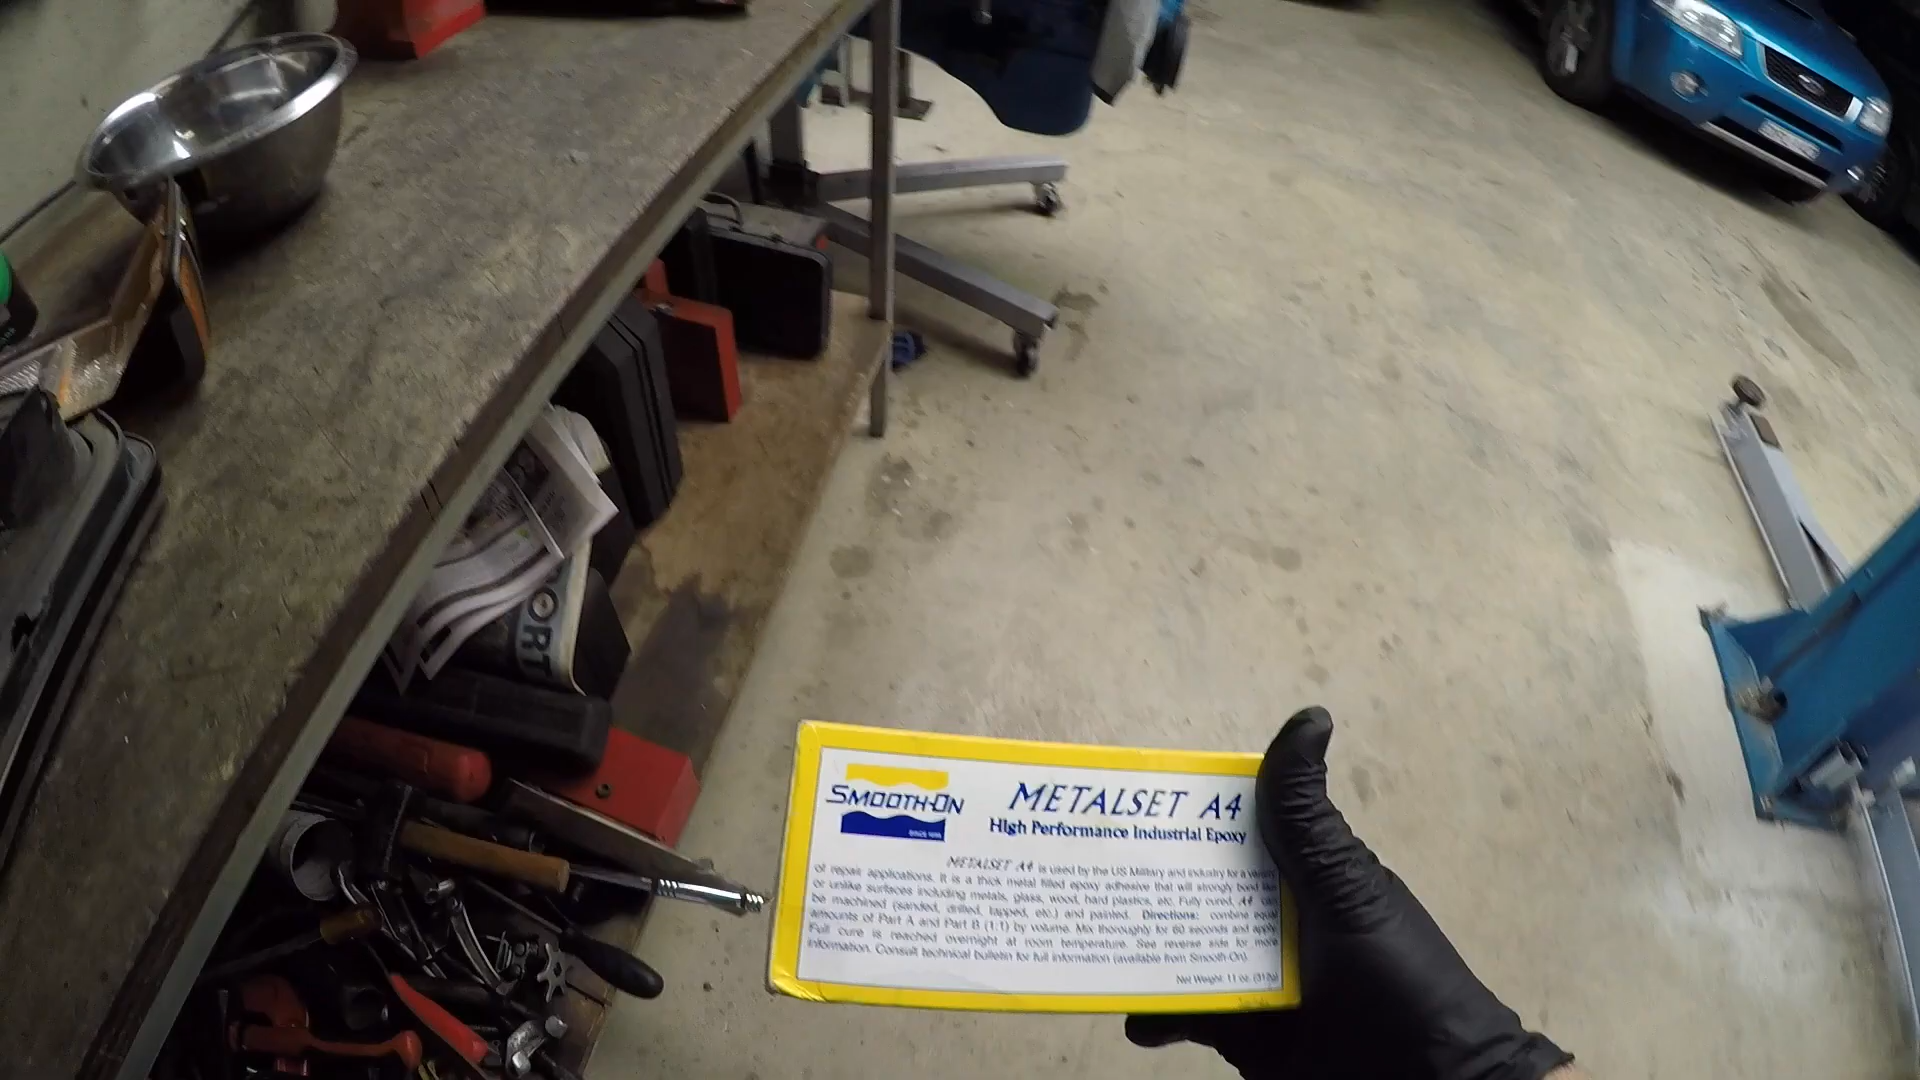 SMOOTH-ON
METALSET A4
High Performance Industrial Epoxy
METALSET A4 is used by the US Military and industry for a variety
of repair applications. It is a thick metal filled epoxy adhesive that will strongly bond like
or unlike surfaces including metals, glass, wood, hard plastics, etc. Fully cured, A4 can
be machined (sanded, drilled, tapped, etc.) and painted. Directions: combine equal
amounts of Part A and Part B (1:1) by volume. Mix thoroughly for 60 seconds and apply.
Full cure is reached overnight at room temperature. See reverse side for more
information. Consult technical bulletin for full information (available from Smooth-On).
Net Weight: 11 oz.
ORT